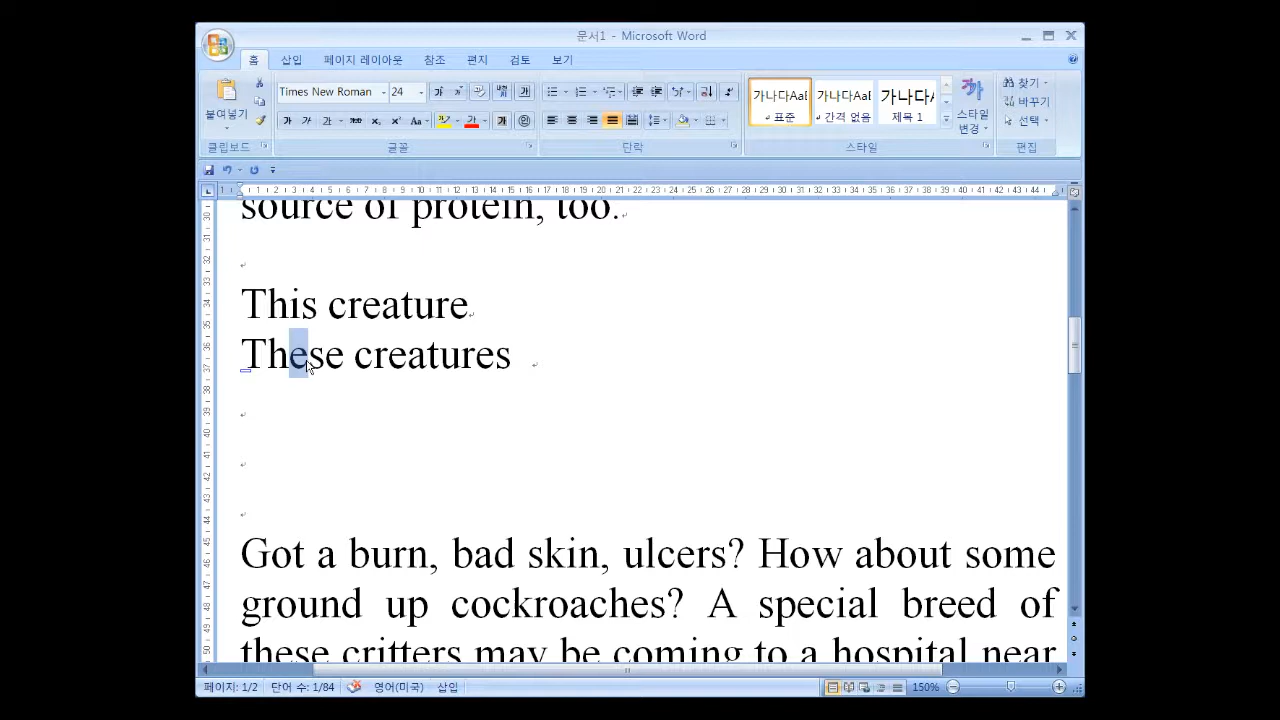 문서1 - Microsoft Word
홈 삽입 페이지 레이아웃 참조 편지 검토 보기
Times New Roman 24
붙여넣기
가나다AaB 가나다AaB 가나다A
표준 간격 없음 제목 1
스타일 변경
찾기
바꾸기
선택
클립보드 글꼴 단락 스타일 편집
source of protein, too.
This creature
These creatures
Got a burn, bad skin, ulcers? How about some
ground up cockroaches? A special breed of
these critters may be coming to a hospital near
페이지: 1/2 단어 수: 1/84 영어(미국) 삽입 150%